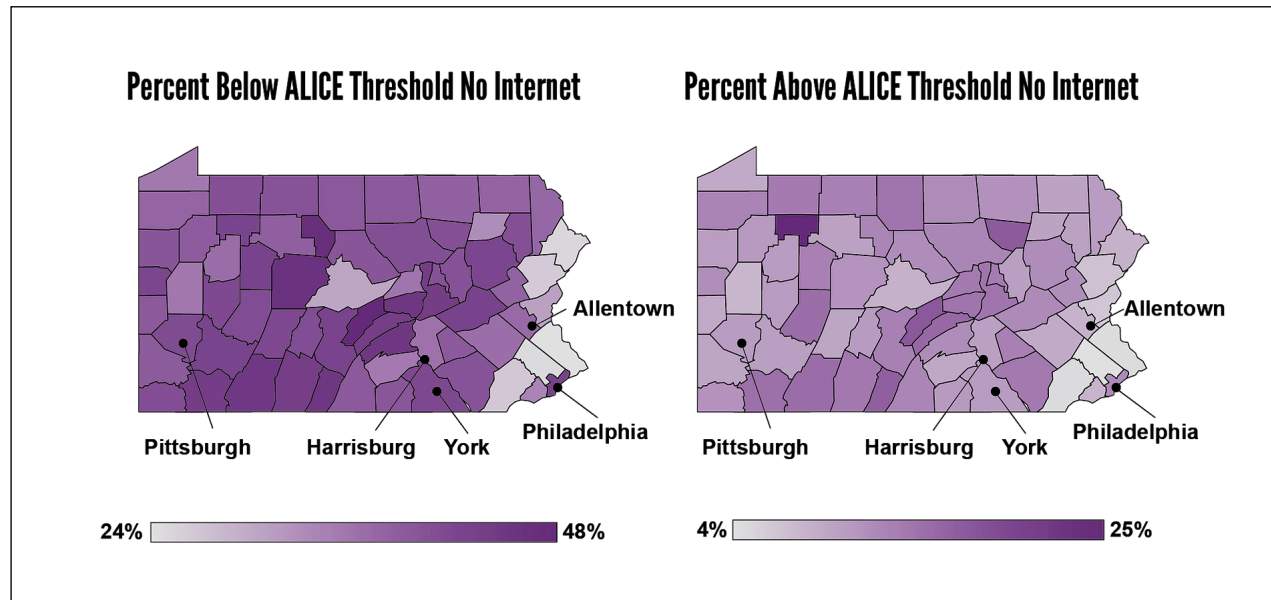 Percent Below ALICE Threshold No Internet
Percent Above ALICE Threshold No Internet
Allentown
Pittsburgh
Harrisburg
York
Philadelphia
Allentown
Pittsburgh
Harrisburg
York
Philadelphia
24%
48%
4%
25%